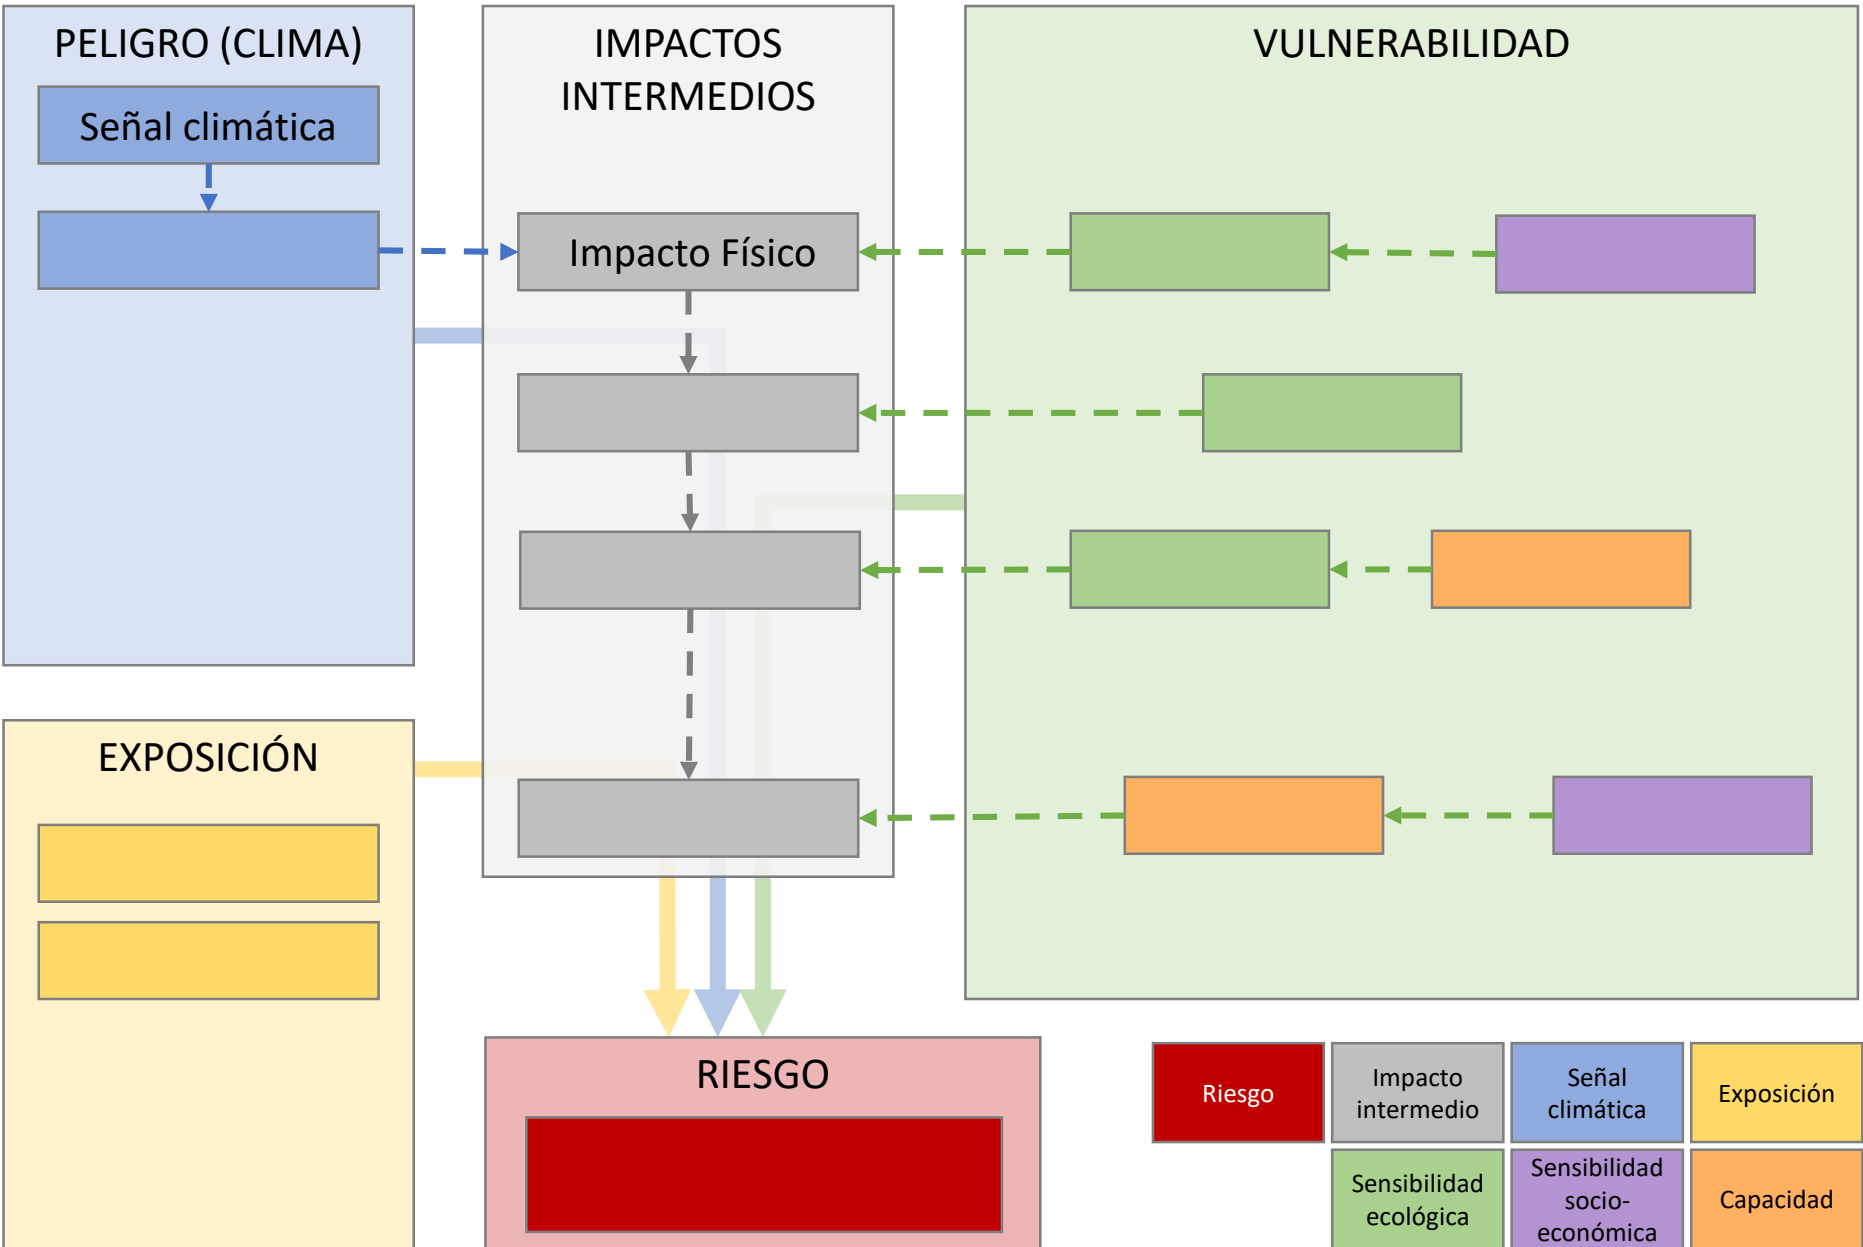 PELIGRO (CLIMA)
Señal climática
IMPACTOS
INTERMEDIOS
Impacto Físico
VULNERABILIDAD
EXPOSICIÓN
RIESGO
Riesgo
Impacto
intermedio
Señal
climática
Exposición
Sensibilidad
ecológica
Sensibilidad
socio-
económica
Capacidad